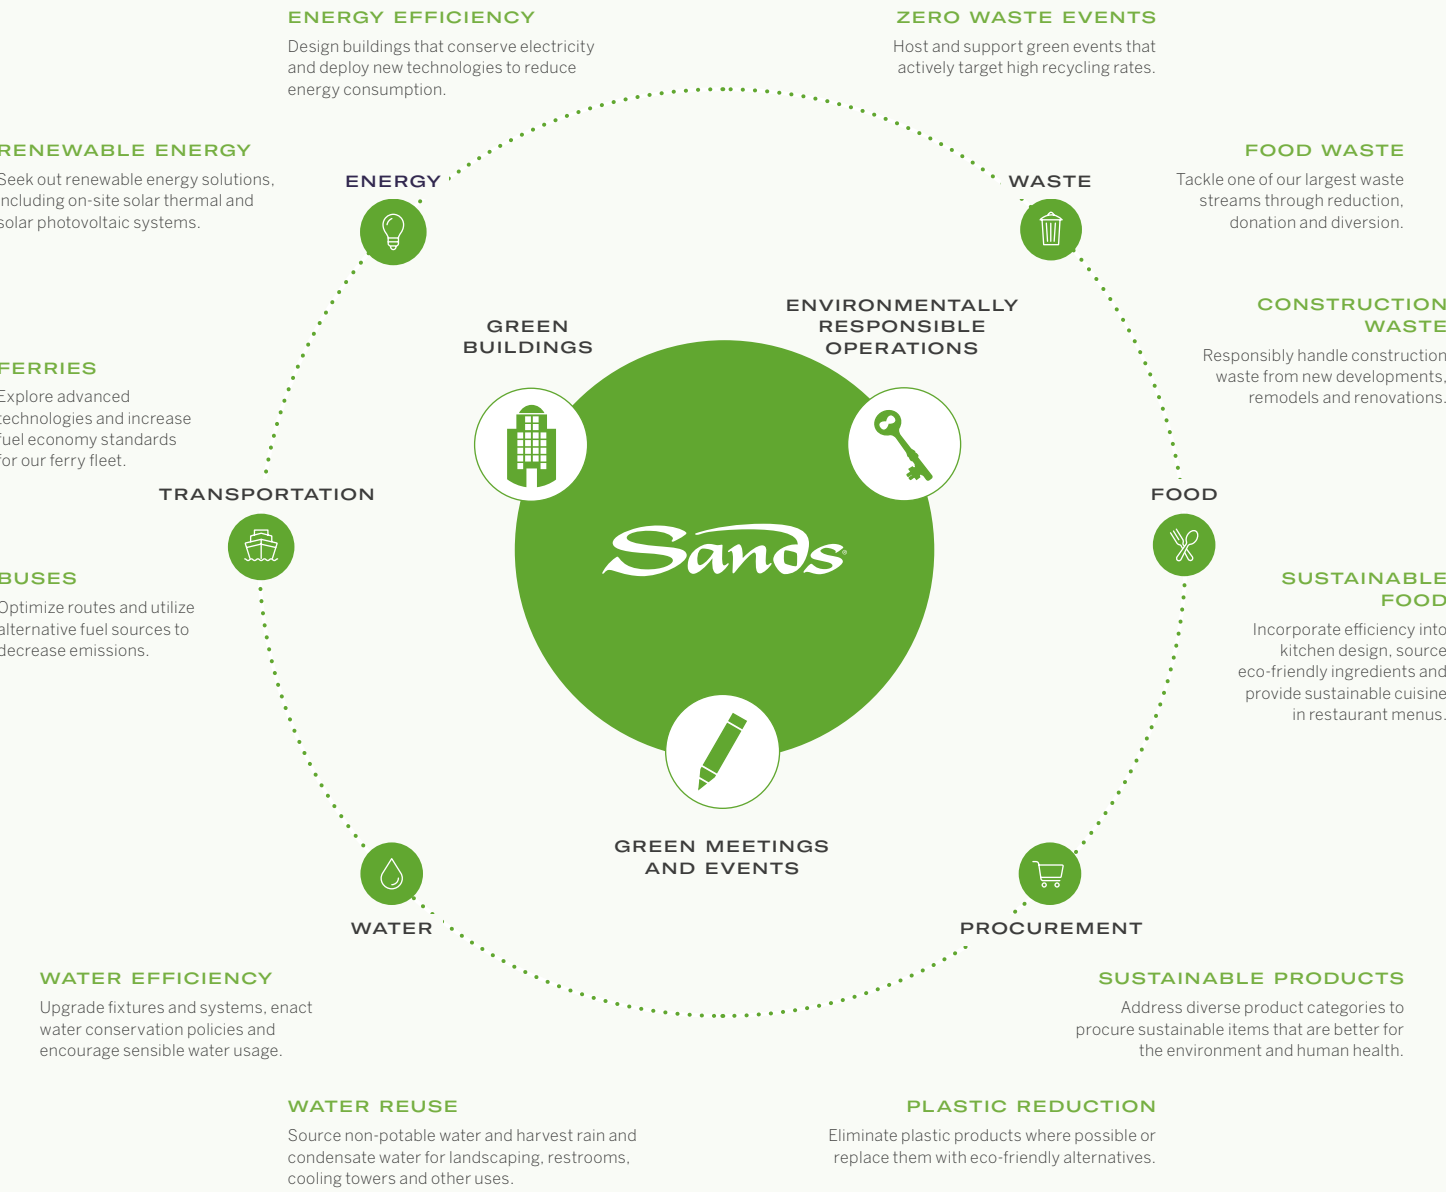 ENERGY EFFICIENCY
Design buildings that conserve electricity
and deploy new technologies to reduce
energy consumption.
ZERO WASTE EVENTS
Host and support green events that
actively target high recycling rates.
RENEWABLE ENERGY
Seek out renewable energy solutions,
including on-site solar thermal and
solar photovoltaic systems.
ENERGY
WASTE
FOOD WASTE
Tackle one of our largest waste
streams through reduction,
donation and diversion.
CONSTRUCTION
WASTE
Responsibly handle construction
waste from new developments,
remodels and renovations.
GREEN
BUILDINGS
ENVIRONMENTALLY
RESPONSIBLE
OPERATIONS
FERRIES
Explore advanced
technologies and increase
fuel economy standards
for our ferry fleet.
TRANSPORTATION
FOOD
Sands®
BUSES
Optimize routes and utilize
alternative fuel sources to
decrease emissions.
SUSTAINABLE
FOOD
Incorporate efficiency into
kitchen design, source
eco-friendly ingredients and
provide sustainable cuisine
in restaurant menus.
GREEN MEETINGS
AND EVENTS
WATER
PROCUREMENT
WATER EFFICIENCY
Upgrade fixtures and systems, enact
water conservation policies and
encourage sensible water usage.
SUSTAINABLE PRODUCTS
Address diverse product categories to
procure sustainable items that are better for
the environment and human health.
WATER REUSE
Source non-potable water and harvest rain and
condensate water for landscaping, restrooms,
cooling towers and other uses.
PLASTIC REDUCTION
Eliminate plastic products where possible or
replace them with eco-friendly alternatives.